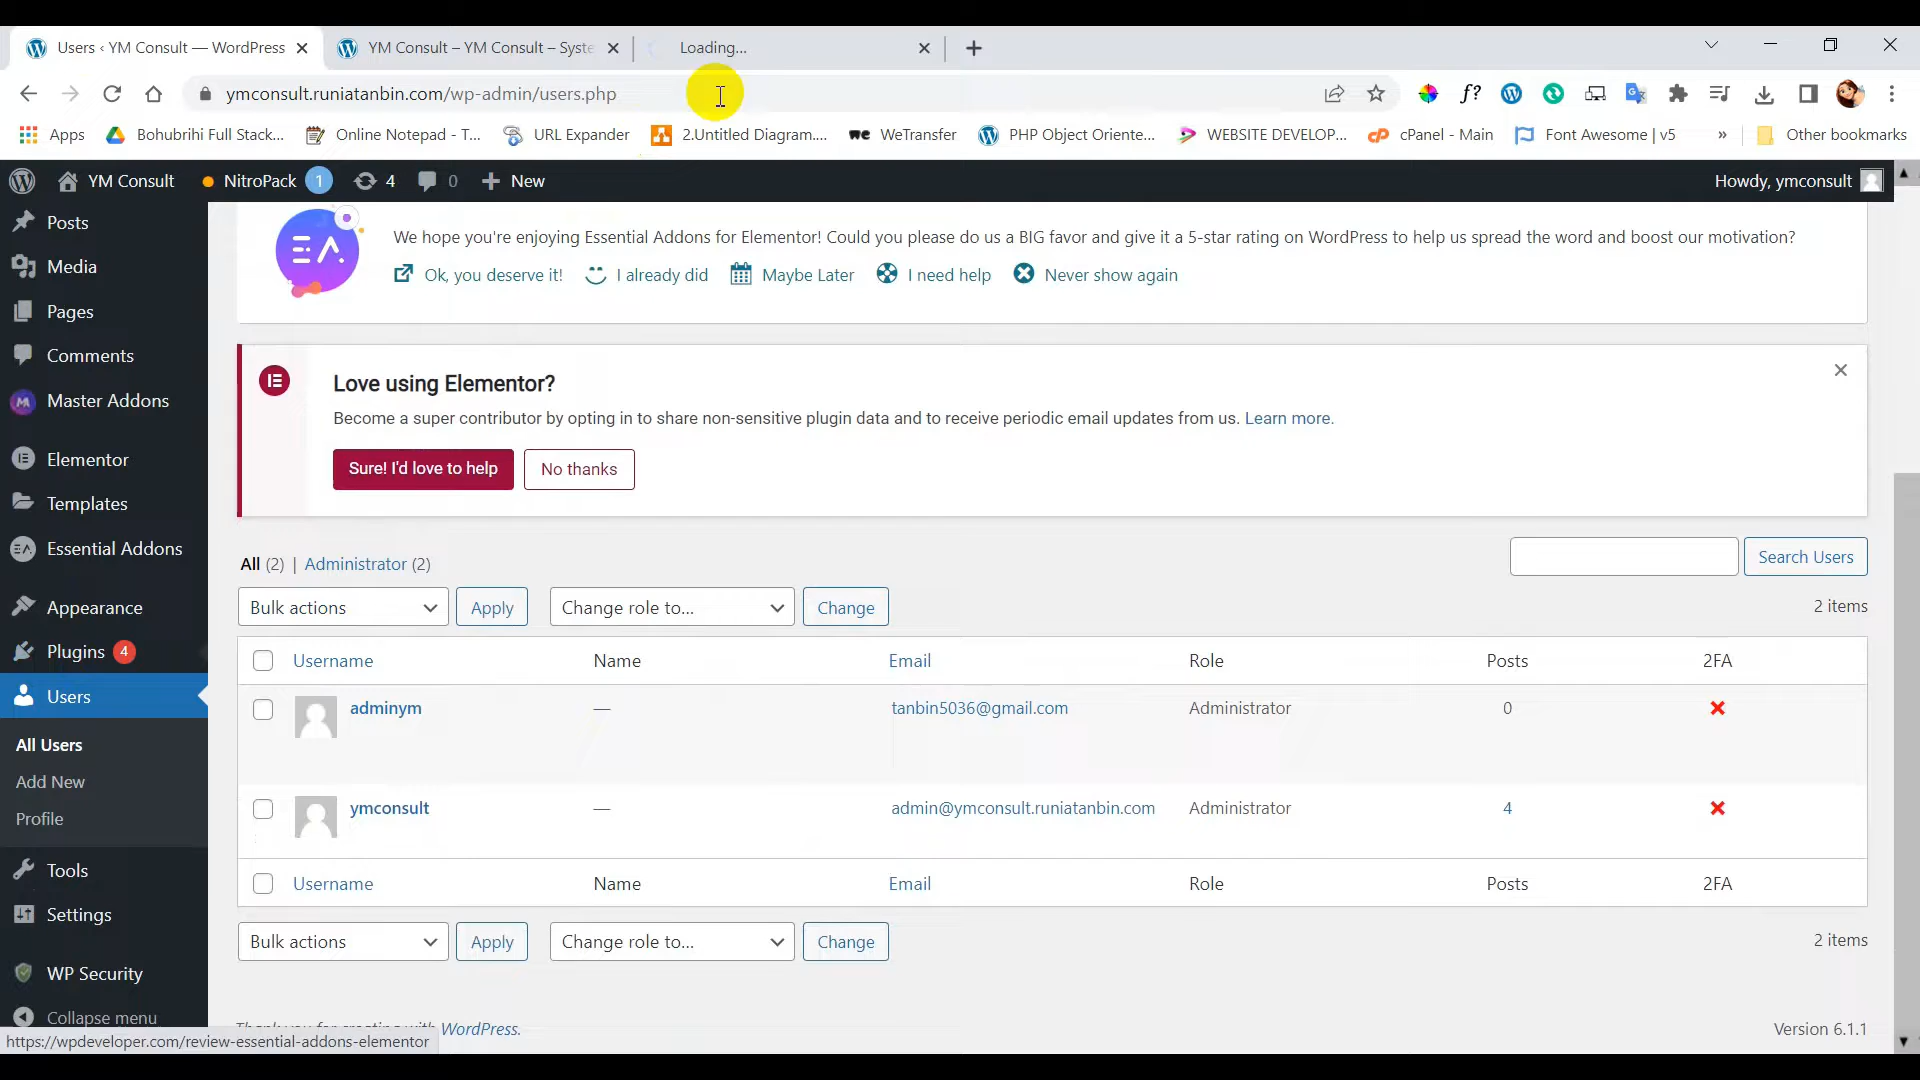 Users ‹ YM Consult — WordPress
YM Consult – YM Consult – Syste
Loading...
ymconsult.runiatanbin.com/wp-admin/users.php
Apps
Bohubrihi Full Stack...
Online Notepad - T...
URL Expander
2.Untitled Diagram....
WeTransfer
PHP Object Oriente...
WEBSITE DEVELOP...
cPanel - Main
Font Awesome | v5
»
Other bookmarks
YM Consult
NitroPack 1
4
0
New
Howdy, ymconsult
Posts
Media
Pages
Comments
Master Addons
Elementor
Templates
Essential Addons
Appearance
Plugins 4
Users
All Users
Add New
Profile
Tools
Settings
WP Security
Collapse menu
We hope you're enjoying Essential Addons for Elementor! Could you please do us a BIG favor and give it a 5-star rating on WordPress to help us spread the word and boost our motivation?
Ok, you deserve it! I already did Maybe Later I need help Never show again
Love using Elementor?
Become a super contributor by opting in to share non-sensitive plugin data and to receive periodic email updates from us. Learn more.
Sure! I'd love to help No thanks
All (2) | Administrator (2)
Search Users
Bulk actions Apply Change role to... Change 2 items
Username Name Email Role Posts 2FA
adminym — tanbin5036@gmail.com Administrator 0
ymconsult — admin@ymconsult.runiatanbin.com Administrator 4
Username Name Email Role Posts 2FA
Bulk actions Apply Change role to... Change 2 items
Thank you for creating with WordPress. Version 6.1.1
https://wpdeveloper.com/review-essential-addons-elementor